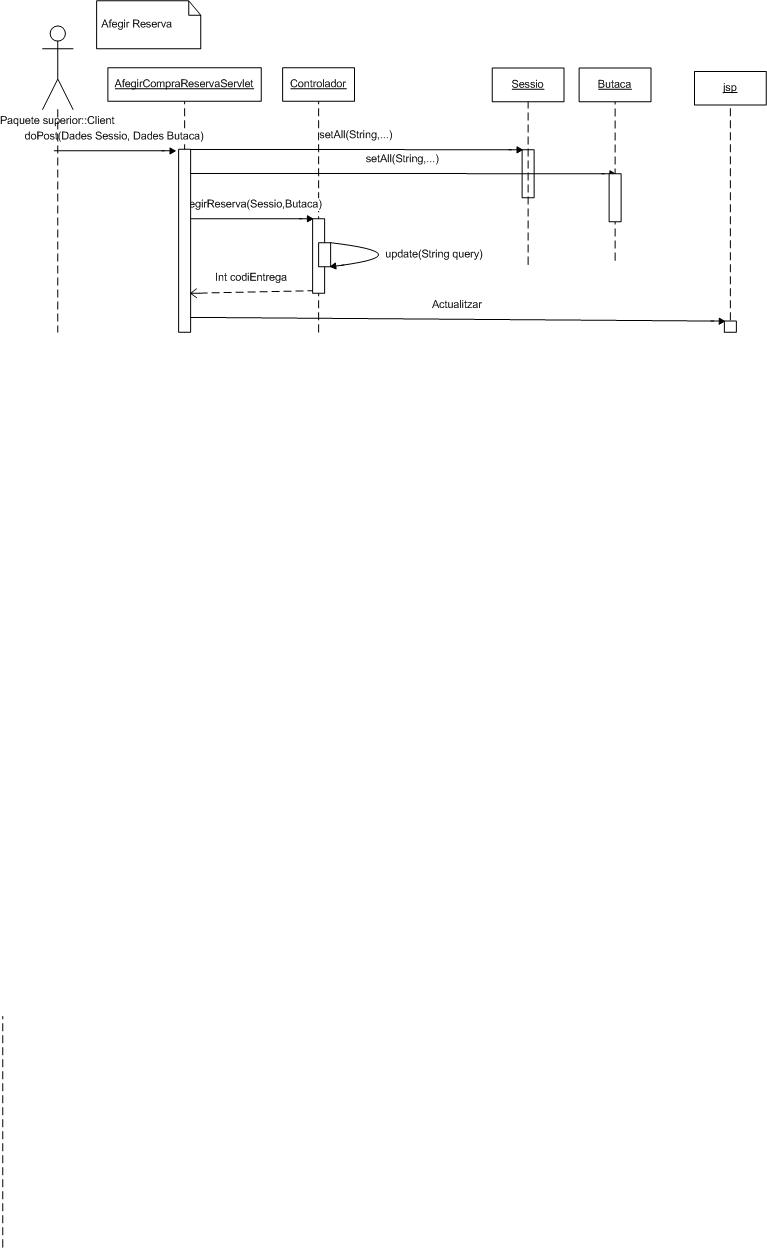 Afegir Reserva
AfegirCompraReservaServlet
Controlador
Sessio
Butaca
jsp
Paquete superior::Client
doPost(Dades Sessio, Dades Butaca)
setAll(String,...)
setAll(String,...)
egirReserva(Sessio,Butaca)
update(String query)
Int codiEntrega
Actualitzar